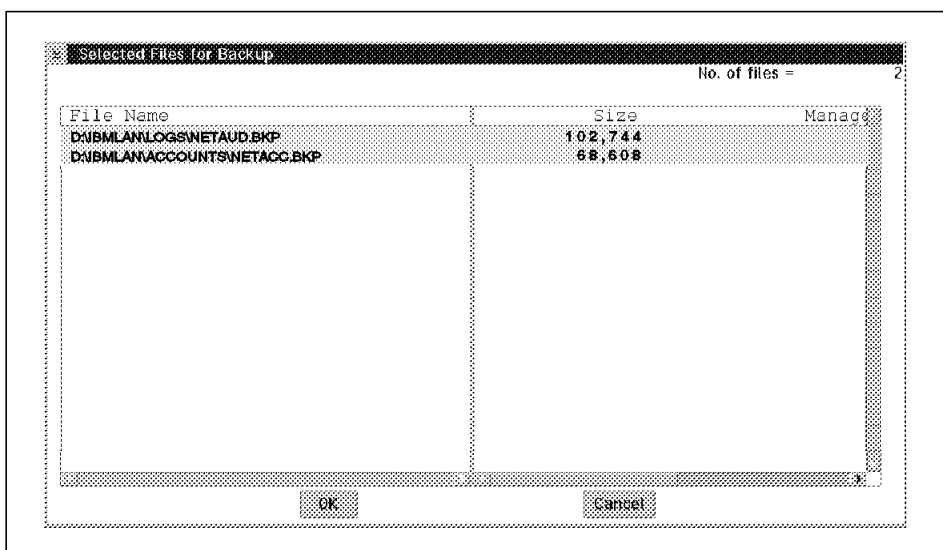 Selected Files for Backup
No. of files = 2
File Name Size Manage
D:\IBMLAN\LOGS\NETAUD.BKP 102,744
D:\IBMLAN\ACCOUNTS\NETACC.BKP 68,608
OK Cancel